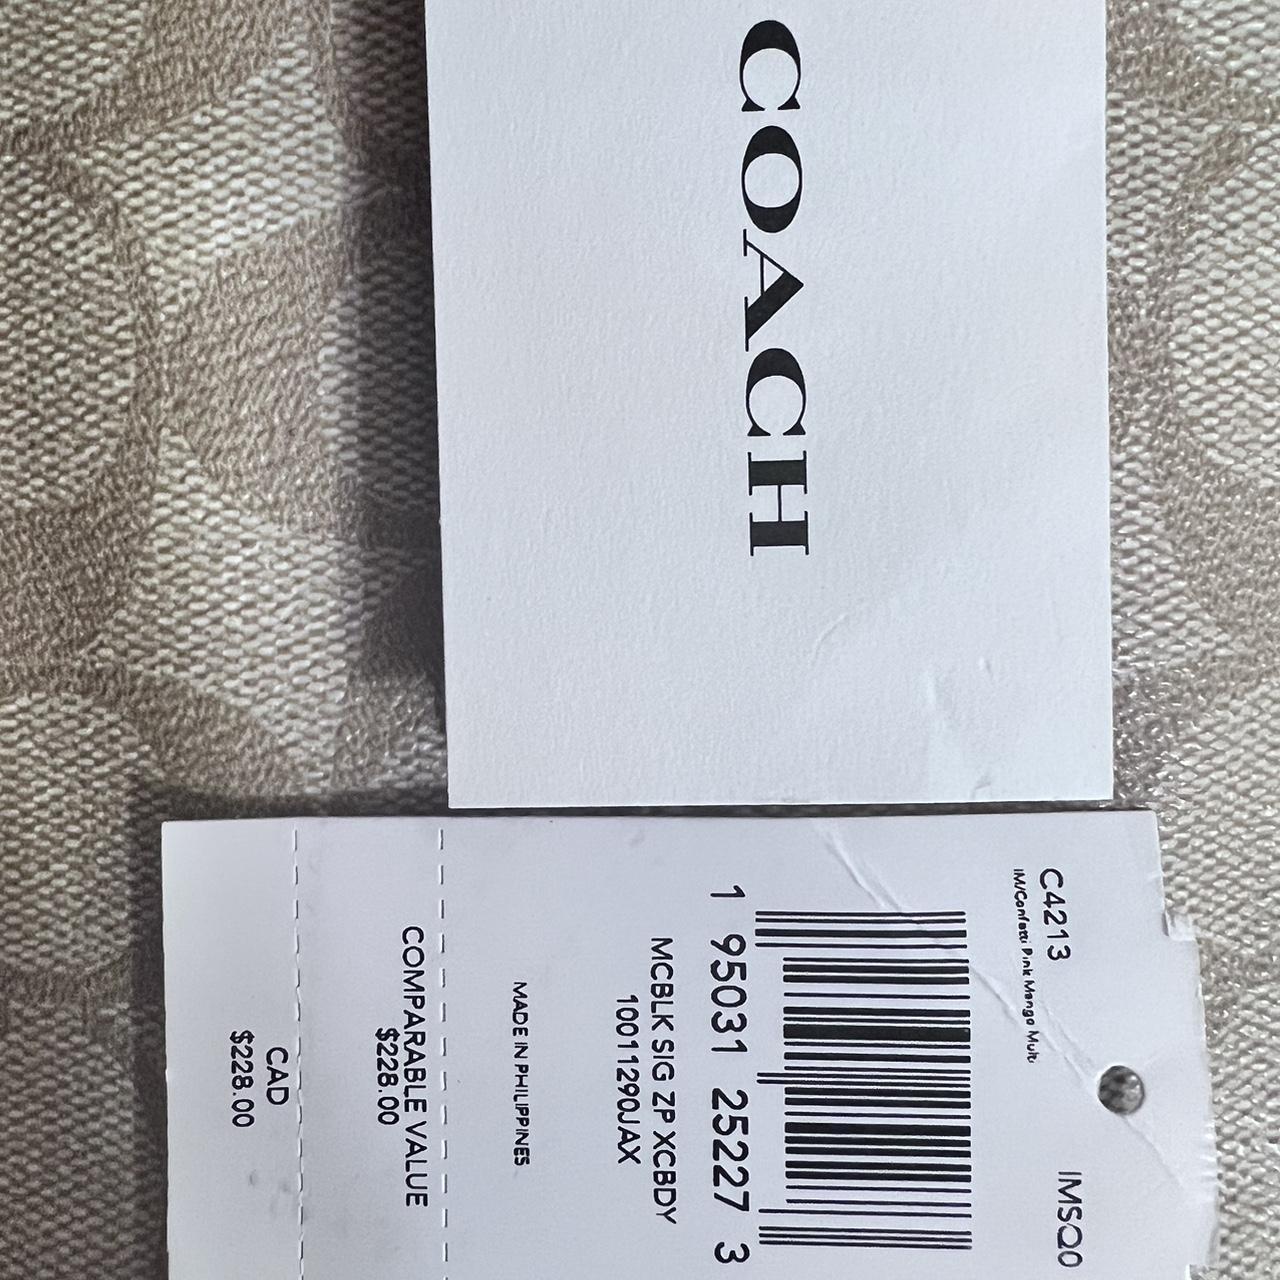 COACH
C4213
IMSQ0
IM/Confetti Pink Mango Multi
1 95031 25227 3
MCBLK SIG ZP XCBDY
10011290JAX
MADE IN PHILIPPINES
COMPARABLE VALUE
$228.00
CAD
$228.00